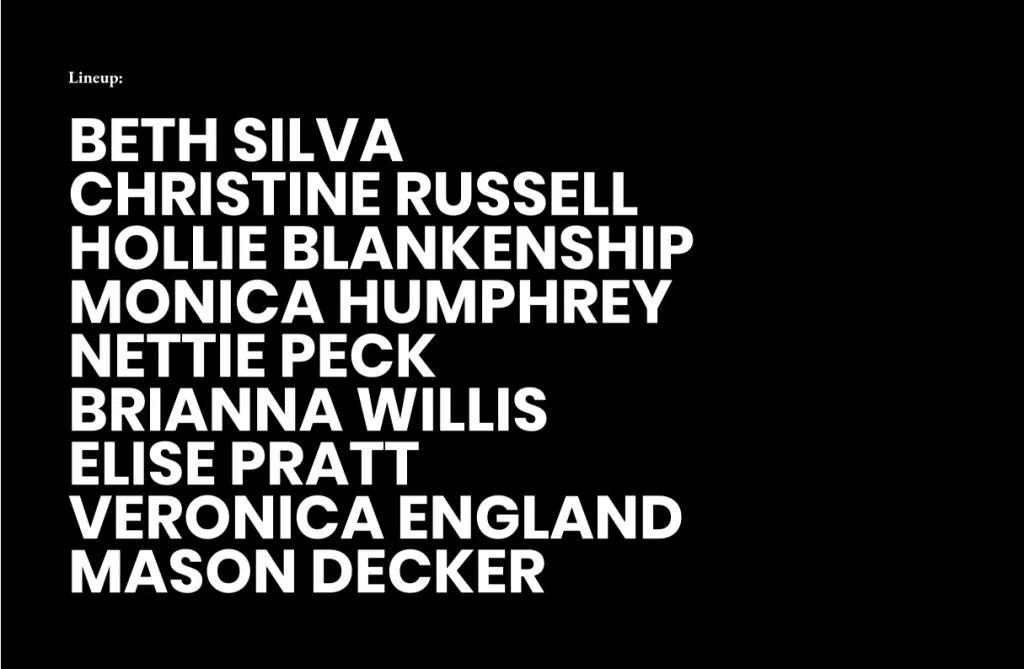 Lineup:
BETH SILVA
CHRISTINE RUSSELL
HOLLIE BLANKENSHIP
MONICA HUMPHREY
NETTIE PECK
BRIANNA WILLIS
ELISE PRATT
VERONICA ENGLAND
MASON DECKER